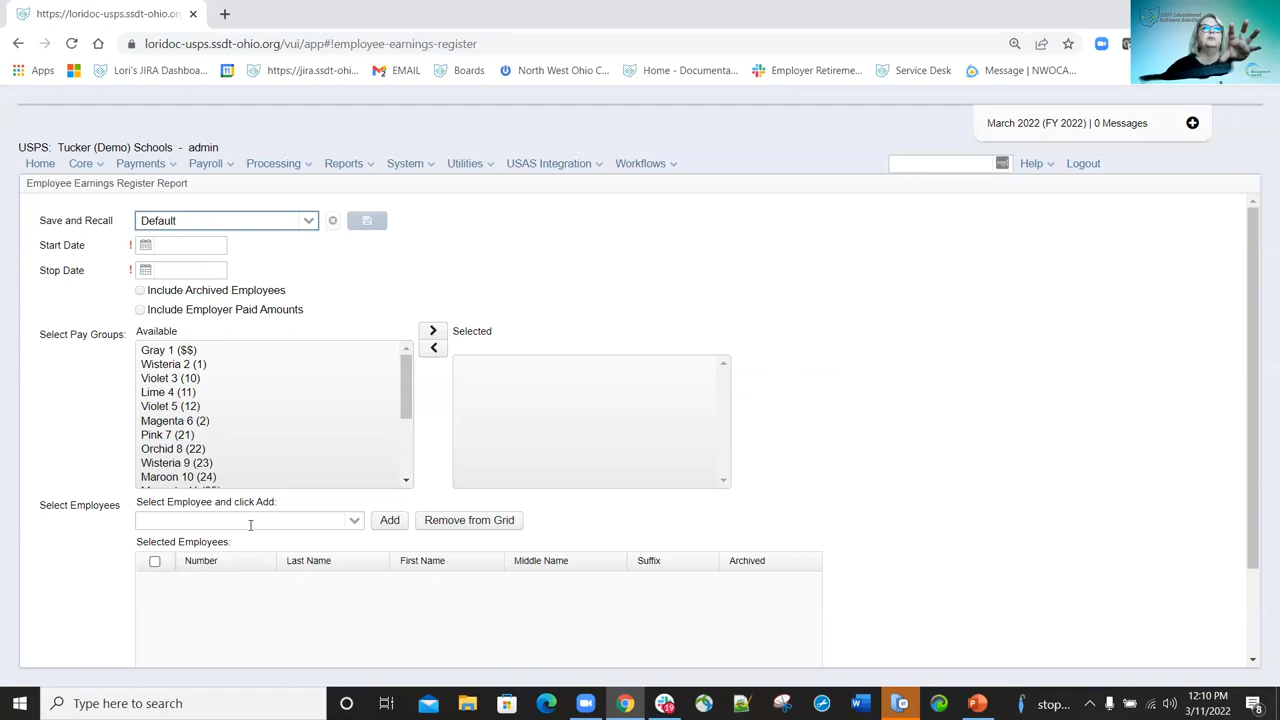 https://loridoc-usps.ssdt-ohio.org
loridoc-usps.ssdt-ohio.org/vui/app#!employee-earnings-register
Apps
Lori's JIRA Dashboa...
https://jira.ssdt-ohi...
EMAIL
Boards
North West Ohio C...
Home - Documenta...
Employer Retireme...
Service Desk
Message | NWOCA...
March 2022 (FY 2022) | 0 Messages
USPS: Tucker (Demo) Schools - admin
Home Core Payments Payroll Processing Reports System Utilities USAS Integration Workflows Help Logout
Employee Earnings Register Report
Save and Recall Default
Start Date !
Stop Date !
Include Archived Employees
Include Employer Paid Amounts
Select Pay Groups: Available Selected
Gray 1 ($$)
Wisteria 2 (1)
Violet 3 (10)
Lime 4 (11)
Violet 5 (12)
Magenta 6 (2)
Pink 7 (21)
Orchid 8 (22)
Wisteria 9 (23)
Maroon 10 (24)
Select Employees Select Employee and click Add:
Add Remove from Grid
Selected Employees:
Number Last Name First Name Middle Name Suffix Archived
Type here to search
19
stop...
12:10 PM
3/11/2022
8